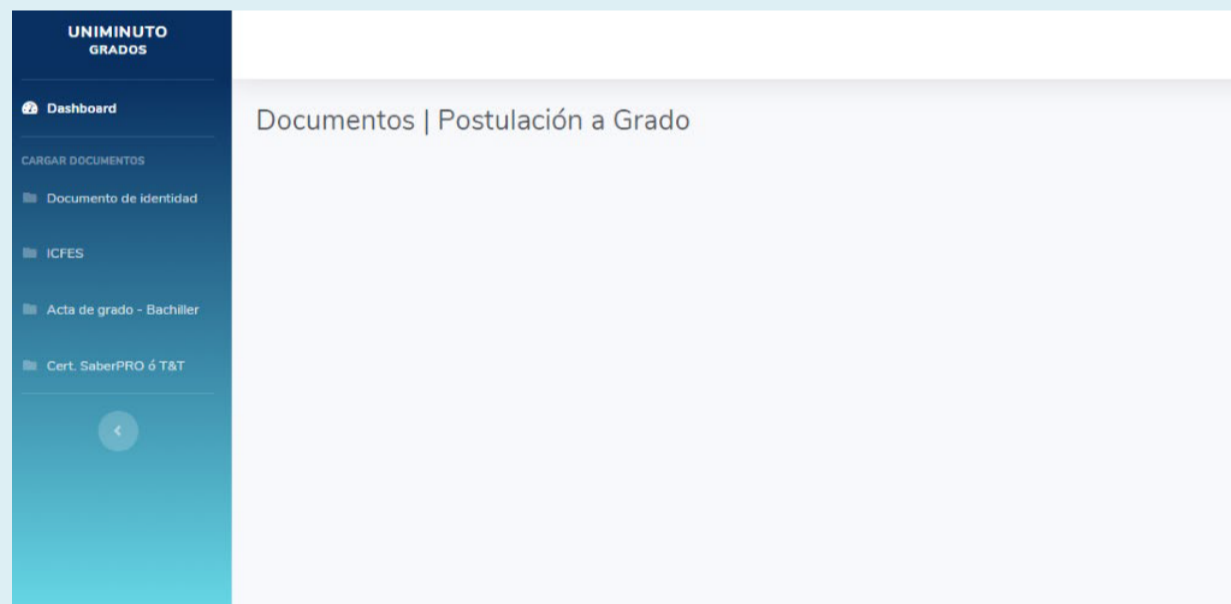 UNIMINUTO
GRADOS
Dashboard
CARGAR DOCUMENTOS
Documento de identidad
ICFES
Acta de grado - Bachiller
Cert. SaberPRO ó T&T
Documentos | Postulación a Grado